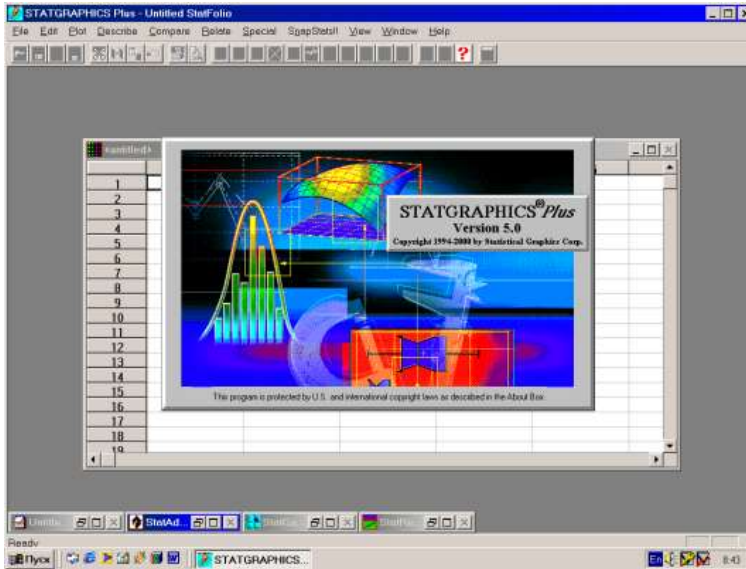 STATGRAPHICS Plus - Untitled StatFolio
File Edit Plot Describe Compare Relate Special SnapStats!! View Window Help
<untitled>
1
2
3
4
5
6
7
8
9
10
11
12
13
14
15
16
17
18
19
STATGRAPHICS® Plus
Version 5.0
Copyright 1994-2000 by Statistical Graphics Corp.
This program is protected by U.S. and international copyright laws as described in the About Box.
StatAd...
Ready
Пуск
STATGRAPHICS...
En
8:43